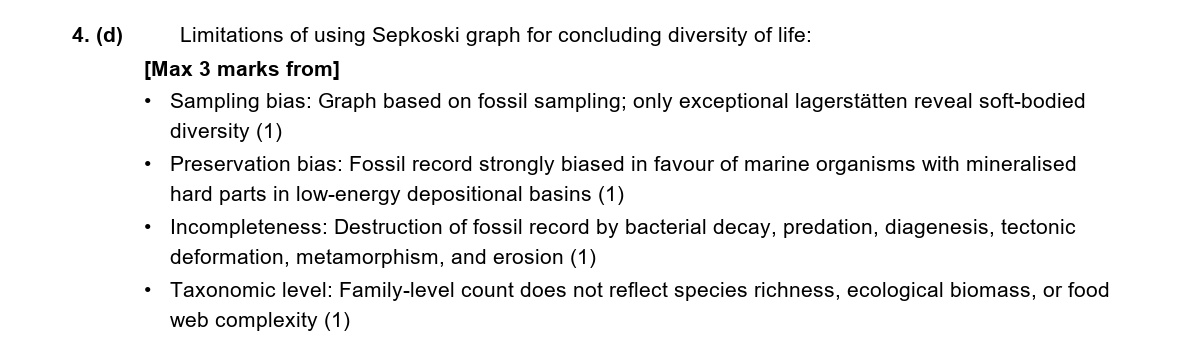 4. (d) Limitations of using Sepkoski graph for concluding diversity of life:
[Max 3 marks from]
• Sampling bias: Graph based on fossil sampling; only exceptional lagerstätten reveal soft-bodied
diversity (1)
• Preservation bias: Fossil record strongly biased in favour of marine organisms with mineralised
hard parts in low-energy depositional basins (1)
• Incompleteness: Destruction of fossil record by bacterial decay, predation, diagenesis, tectonic
deformation, metamorphism, and erosion (1)
• Taxonomic level: Family-level count does not reflect species richness, ecological biomass, or food
web complexity (1)